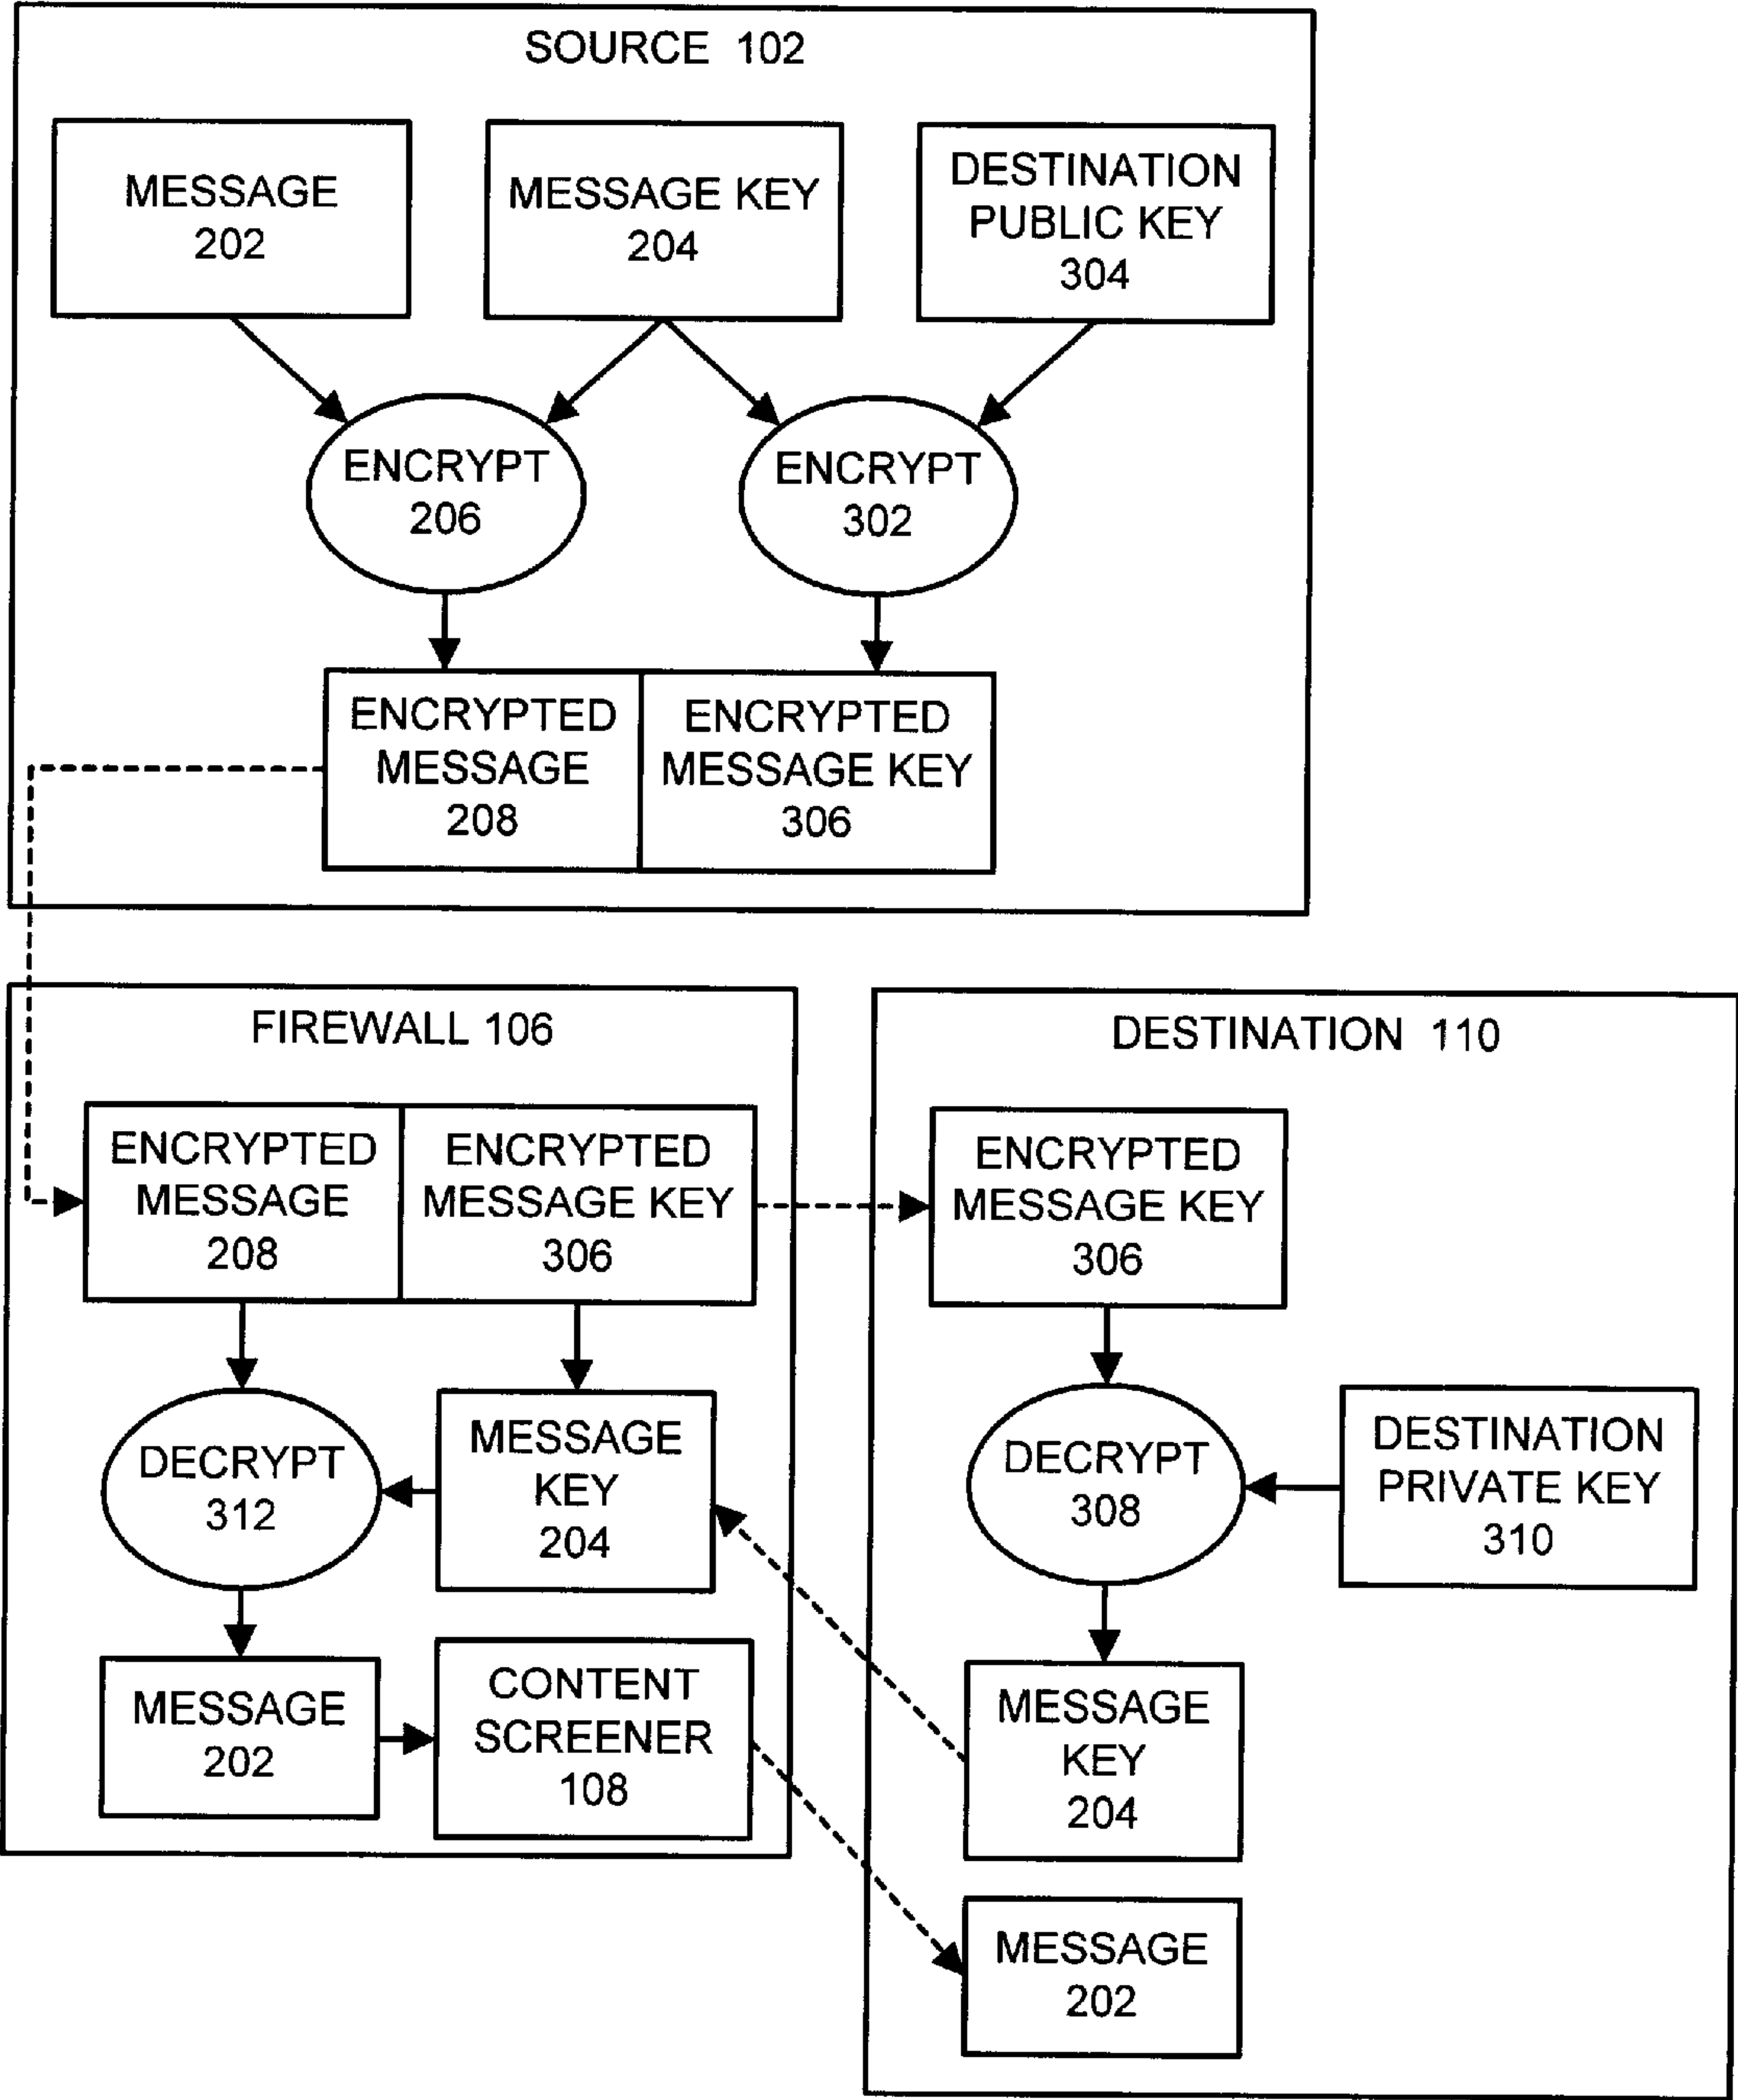 SOURCE 102
MESSAGE
202
MESSAGE KEY
204
DESTINATION
PUBLIC KEY
304
ENCRYPT
206
ENCRYPT
302
ENCRYPTED
MESSAGE
208
ENCRYPTED
MESSAGE KEY
306
FIREWALL 106
ENCRYPTED
MESSAGE
208
ENCRYPTED
MESSAGE KEY
306
DECRYPT
312
MESSAGE
KEY
204
MESSAGE
202
CONTENT
SCREENER
108
DESTINATION 110
ENCRYPTED
MESSAGE KEY
306
DECRYPT
308
DESTINATION
PRIVATE KEY
310
MESSAGE
KEY
204
MESSAGE
202